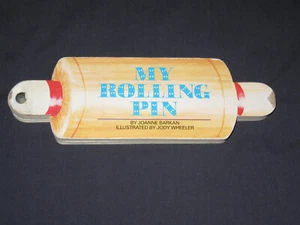 MY
ROLLING
PIN
BY JOANNE BARKAN
ILLUSTRATED BY JODY WHEELER